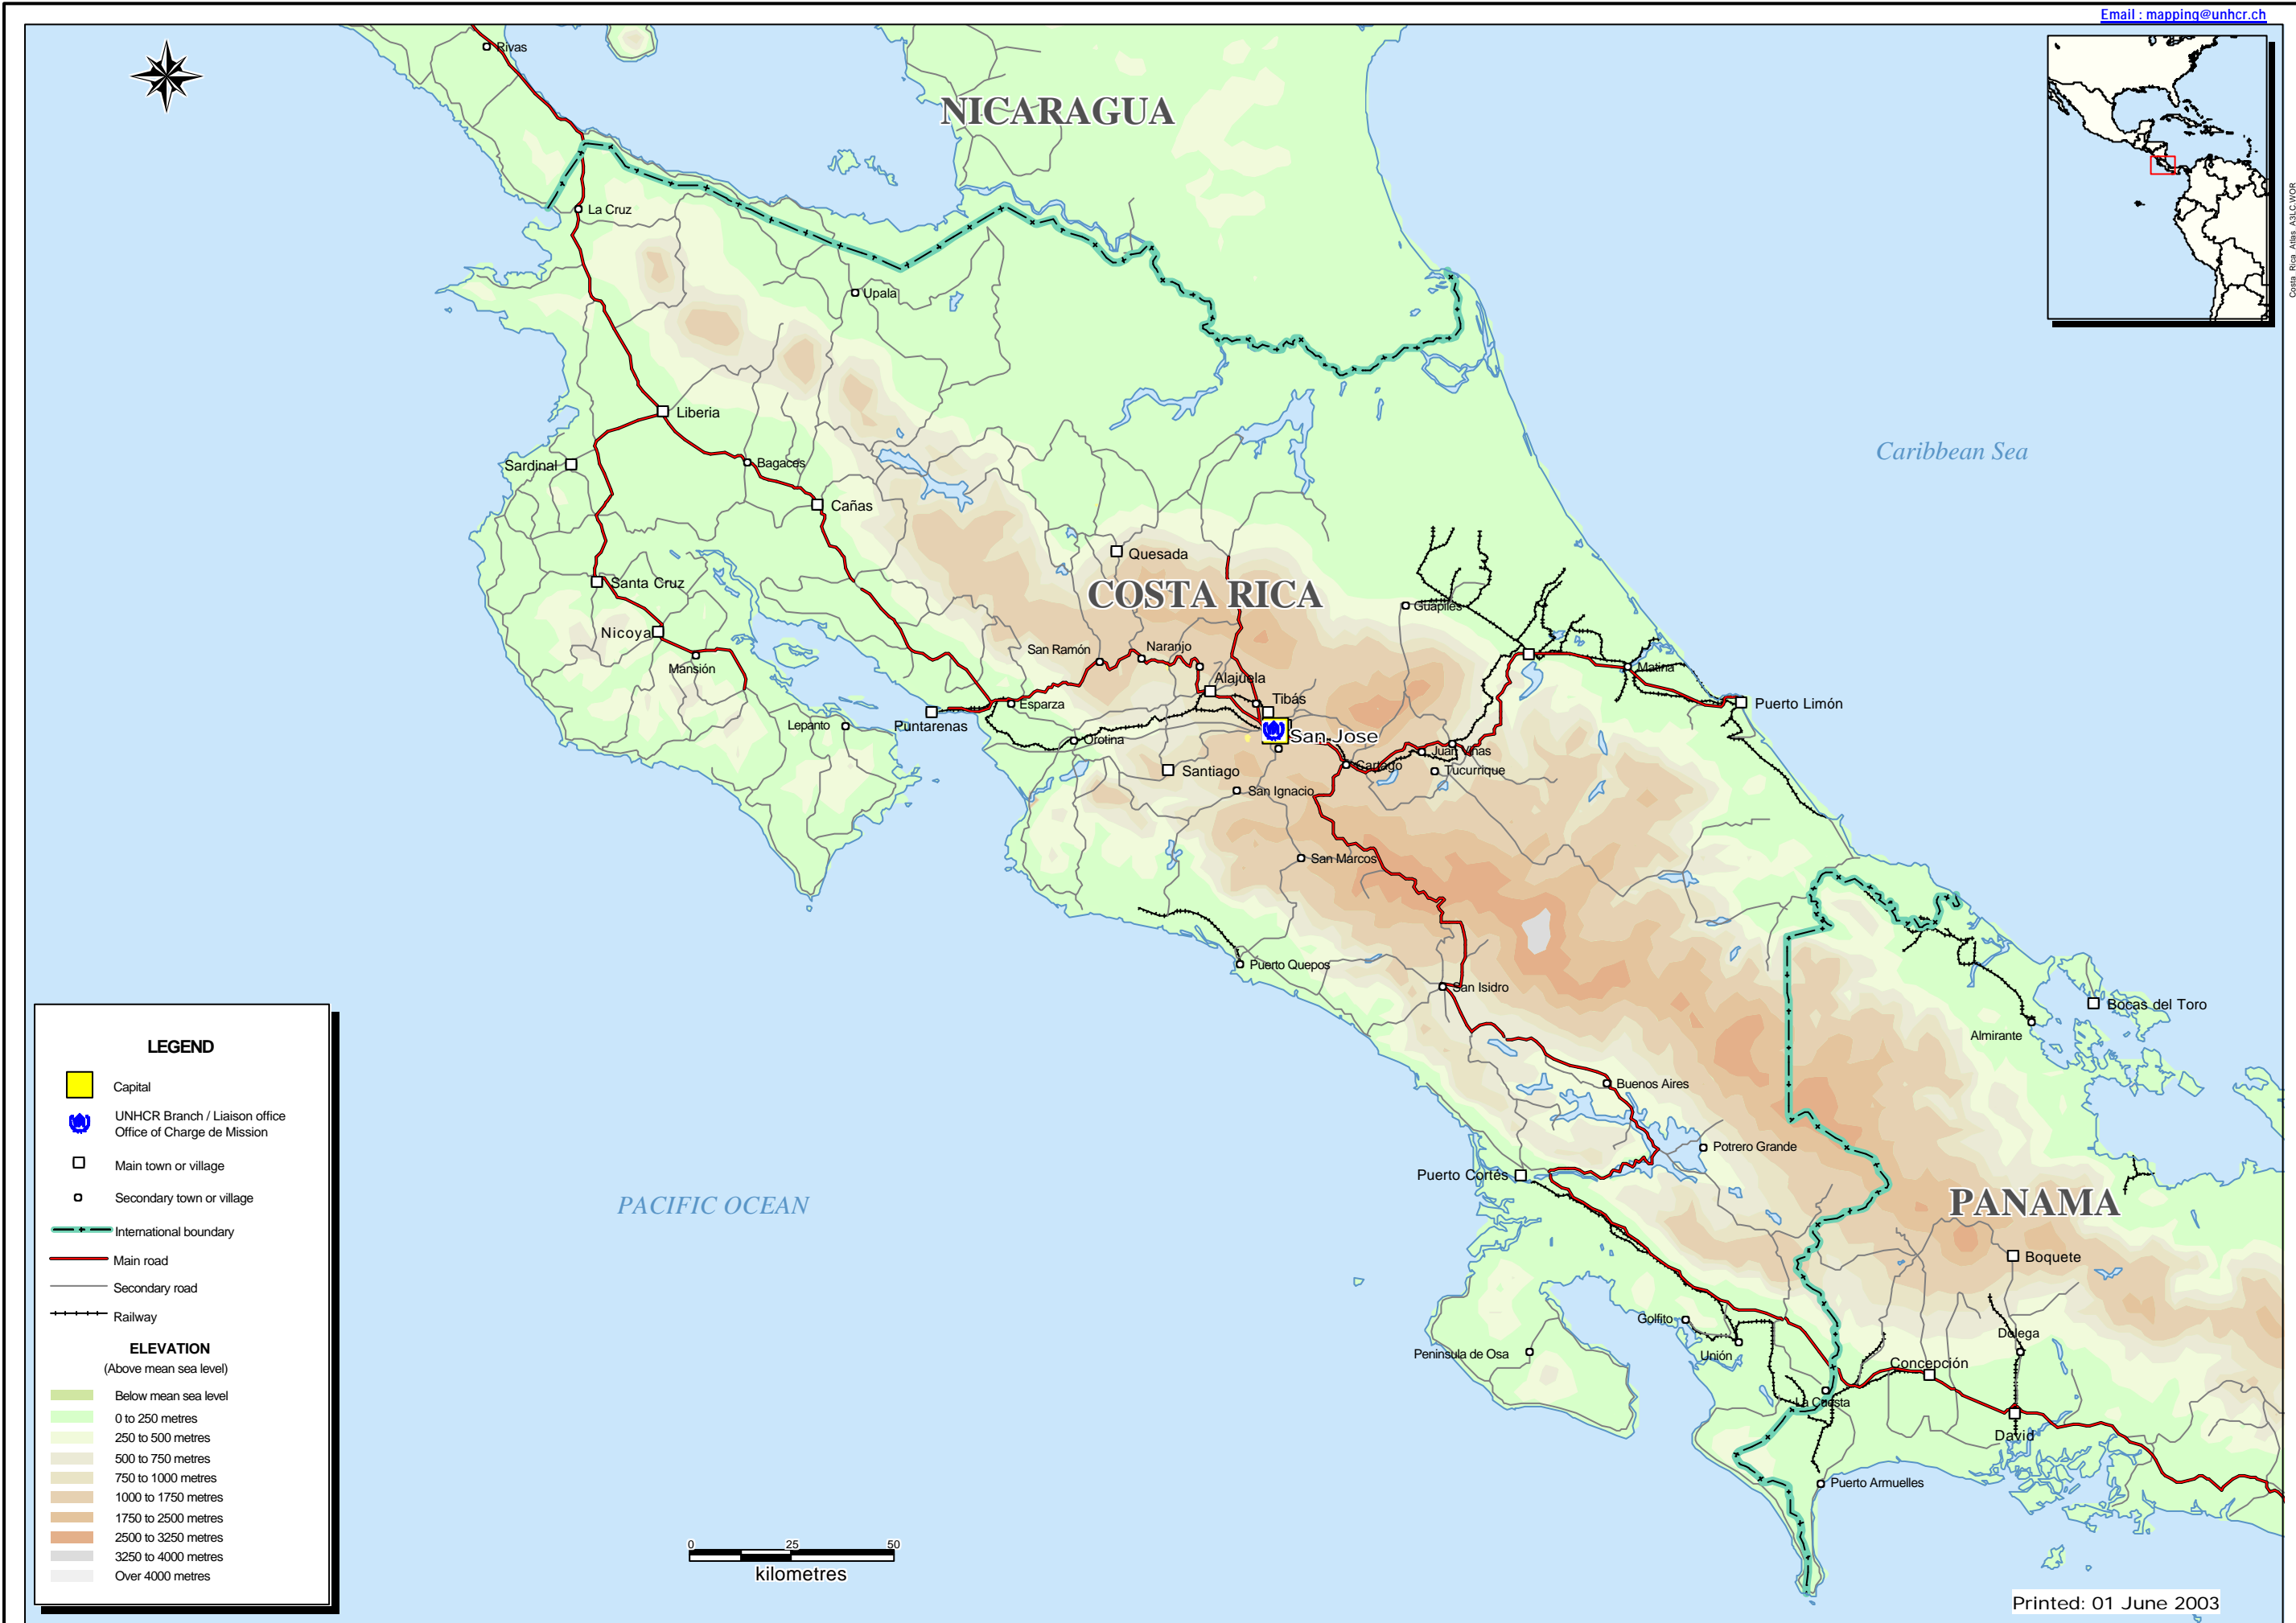 Email : mapping@unhcr.ch
Costa_Rica_Atlas_A3LC.WOR
Rivas
NICARAGUA
La Cruz
Upala
Liberia
Caribbean Sea
Sardinal
Bagaces
Cañas
Quesada
COSTA RICA
Santa Cruz
Guapiles
Nicoya
Mansión
San Ramón
Naranjo
Matina
Alajuela
Tibás
Esparza
Puerto Limón
Lepanto
Puntarenas
Orotina
San Jose
Juan Viñas
Santiago
Cartago
Tucurrique
San Ignacio
San Marcos
Puerto Quepos
San Isidro
Bocas del Toro
Almirante
Buenos Aires
Potrero Grande
Puerto Cortés
PACIFIC OCEAN
PANAMA
Boquete
Golfito
Unión
Peninsula de Osa
Dolega
Concepción
La Cuesta
David
Puerto Armuelles
LEGEND
Capital
UNHCR Branch / Liaison office
Office of Charge de Mission
Main town or village
Secondary town or village
International boundary
Main road
Secondary road
Railway
ELEVATION
(Above mean sea level)
Below mean sea level
0 to 250 metres
250 to 500 metres
500 to 750 metres
750 to 1000 metres
1000 to 1750 metres
1750 to 2500 metres
2500 to 3250 metres
3250 to 4000 metres
Over 4000 metres
0 25 50
kilometres
Printed: 01 June 2003